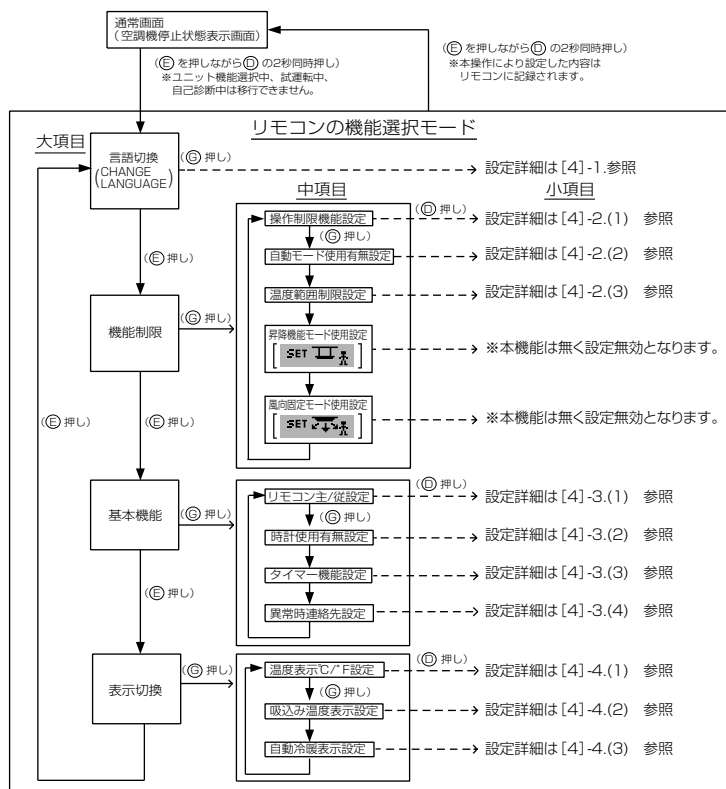 通常画面
(空調機停止状態表示画面)
(Ⓔ を押しながら Ⓓ の2秒同時押し)
※ユニット機能選択中、試運転中、
自己診断中は移行できません。
(Ⓔ を押しながら Ⓓ の2秒同時押し)
※本操作により設定した内容は
リモコンに記録されます。
リモコンの機能選択モード
大項目
言語切換
(CHANGE
LANGUAGE)
(Ⓖ 押し)
設定詳細は[4]-1.参照
中項目
小項目
操作制限機能設定
(Ⓓ 押し)
設定詳細は[4]-2.(1) 参照
(Ⓖ 押し)
自動モード使用有無設定
設定詳細は[4]-2.(2) 参照
(Ⓔ 押し)
温度範囲制限設定
設定詳細は[4]-2.(3) 参照
機能制限
(Ⓖ 押し)
昇降機能モード使用設定
[SET]
※本機能は無く設定無効となります。
風向固定モード使用設定
[SET]
※本機能は無く設定無効となります。
(Ⓔ 押し)
(Ⓔ 押し)
基本機能
(Ⓖ 押し)
リモコン主/従設定
(Ⓓ 押し)
設定詳細は[4]-3.(1) 参照
(Ⓖ 押し)
時計使用有無設定
設定詳細は[4]-3.(2) 参照
タイマー機能設定
設定詳細は[4]-3.(3) 参照
(Ⓔ 押し)
異常時連絡先設定
設定詳細は[4]-3.(4) 参照
表示切換
(Ⓖ 押し)
温度表示℃/°F設定
(Ⓓ 押し)
設定詳細は[4]-4.(1) 参照
(Ⓖ 押し)
吸込み温度表示設定
設定詳細は[4]-4.(2) 参照
自動冷暖表示設定
設定詳細は[4]-4.(3) 参照